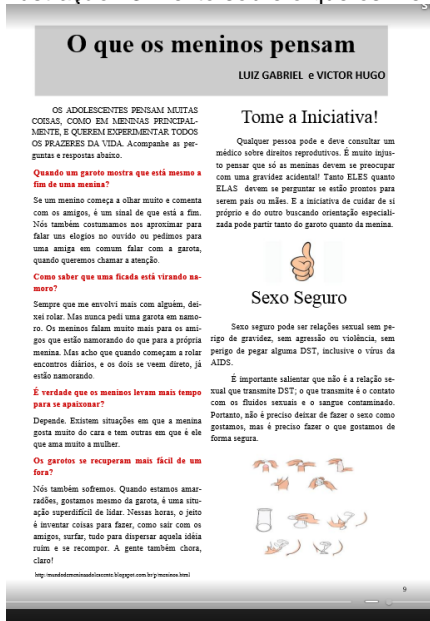 O que os meninos pensam
LUIZ GABRIEL e VICTOR HUGO
OS ADOLESCENTES PENSAM MUITAS
COISAS, COMO EM MENINAS PRINCIPAL-
MENTE, E QUEREM EXPERIMENTAR TODOS
OS PRAZERES DA VIDA. Acompanhe as per-
guntas e respostas abaixo.
Quando um garoto mostra que está mesmo a
fim de uma menina?
Se um menino começa a olhar muito e comenta
com os amigos, é um sinal de que está a fim.
Nós também costumamos nos aproximar para
falar uns elogios no ouvido ou pedimos para
uma amiga em comum falar com a garota,
quando queremos chamar a atenção.
Como saber que uma ficada está virando na-
moro?
Sempre que me envolvi mais com alguém, dei-
xei rolar. Mas nunca pedi uma garota em namo-
ro. Os meninos falam muito mais para os ami-
gos que estão namorando do que para a própria
menina. Mas acho que quando começam a rolar
encontros diários, e os dois se veem direto, já
estão namorando.
É verdade que os meninos levam mais tempo
para se apaixonar?
Depende. Existem situações em que a menina
gosta muito do cara e tem outras em que é ele
que ama muito a mulher.
Os garotos se recuperam mais fácil de um
fora?
Nós também sofremos. Quando estamos amar-
radões, gostamos mesmo da garota, é uma situ-
ação superdifícil de lidar. Nessas horas, o jeito
é inventar coisas para fazer, como sair com os
amigos, surfar, tudo para dispersar aquela idéia
ruim e se recompor. A gente também chora,
claro!
http://mundodemeninaadolescente.blogspot.com.br/p/meninos.html
Tome a Iniciativa!
Qualquer pessoa pode e deve consultar um
médico sobre direitos reprodutivos. É muito injus-
to pensar que só as meninas devem se preocupar
com uma gravidez acidental! Tanto ELES quanto
ELAS devem se perguntar se estão prontos para
serem pais ou mães. E a iniciativa de cuidar de si
próprio e do outro buscando orientação especiali-
zada pode partir tanto do garoto quanto da menina.
Sexo Seguro
Sexo seguro pode ser relações sexual sem pe-
rigo de gravidez, sem agressão ou violência, sem
perigo de pegar alguma DST, inclusive o vírus da
AIDS.
É importante salientar que não é a relação se-
xual que transmite DST; o que transmite é o contato
com os fluidos sexuais e o sangue contaminado.
Portanto, não é preciso deixar de fazer o sexo como
gostamos, mas é preciso fazer o que gostamos de
forma segura.
9